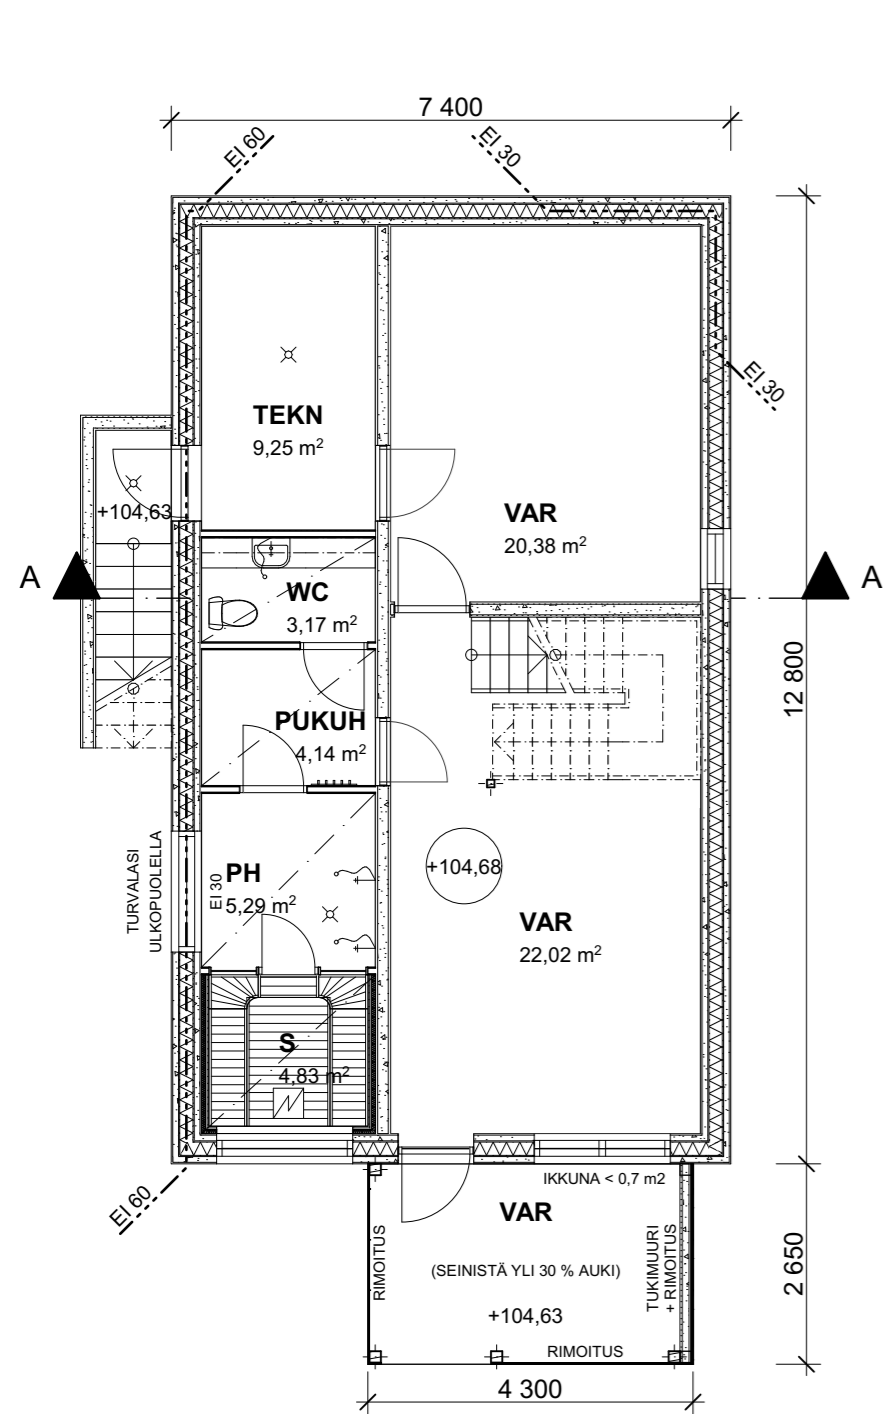 7 400
EI 60
EI 30
EI 30
TEKN
9,25 m²
+104,63
VAR
20,38 m²
A
A
WC
3,17 m²
12 800
PUKUH
4,14 m²
TURVALASI
ULKOPUOLELLA
EI 30
PH
5,29 m²
+104,68
VAR
22,02 m²
S
4,83 m²
EI 60
IKKUNA < 0,7 m2
VAR
RIMOITUS
(SEINISTÄ YLI 30 % AUKI)
TUKIMUURI
+ RIMOITUS
2 650
+104,63
RIMOITUS
4 300